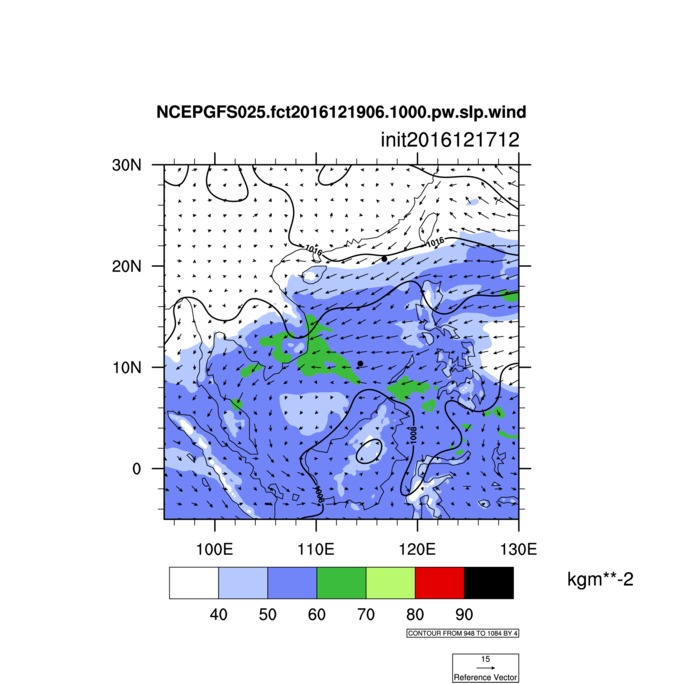 NCEPGFS025.fct2016121906.1000.pw.slp.wind
init2016121712
30N
1016
1016
20N
10N
1008
0
1008
100E 110E 120E 130E
kgm**-2
40 50 60 70 80 90
CONTOUR FROM 948 TO 1084 BY 4
15
Reference Vector